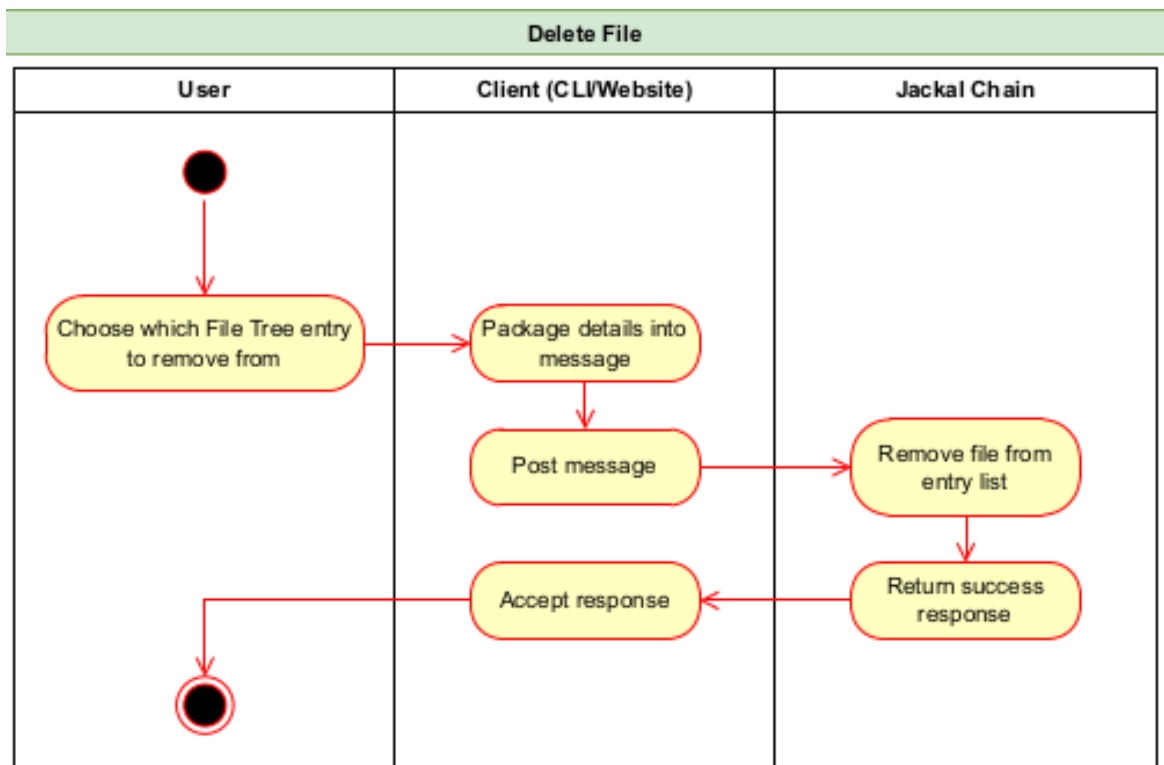 Delete File
User
Client (CLI/Website)
Jackal Chain
Choose which File Tree entry
to remove from
Package details into
message
Post message
Remove file from
entry list
Return success
response
Accept response